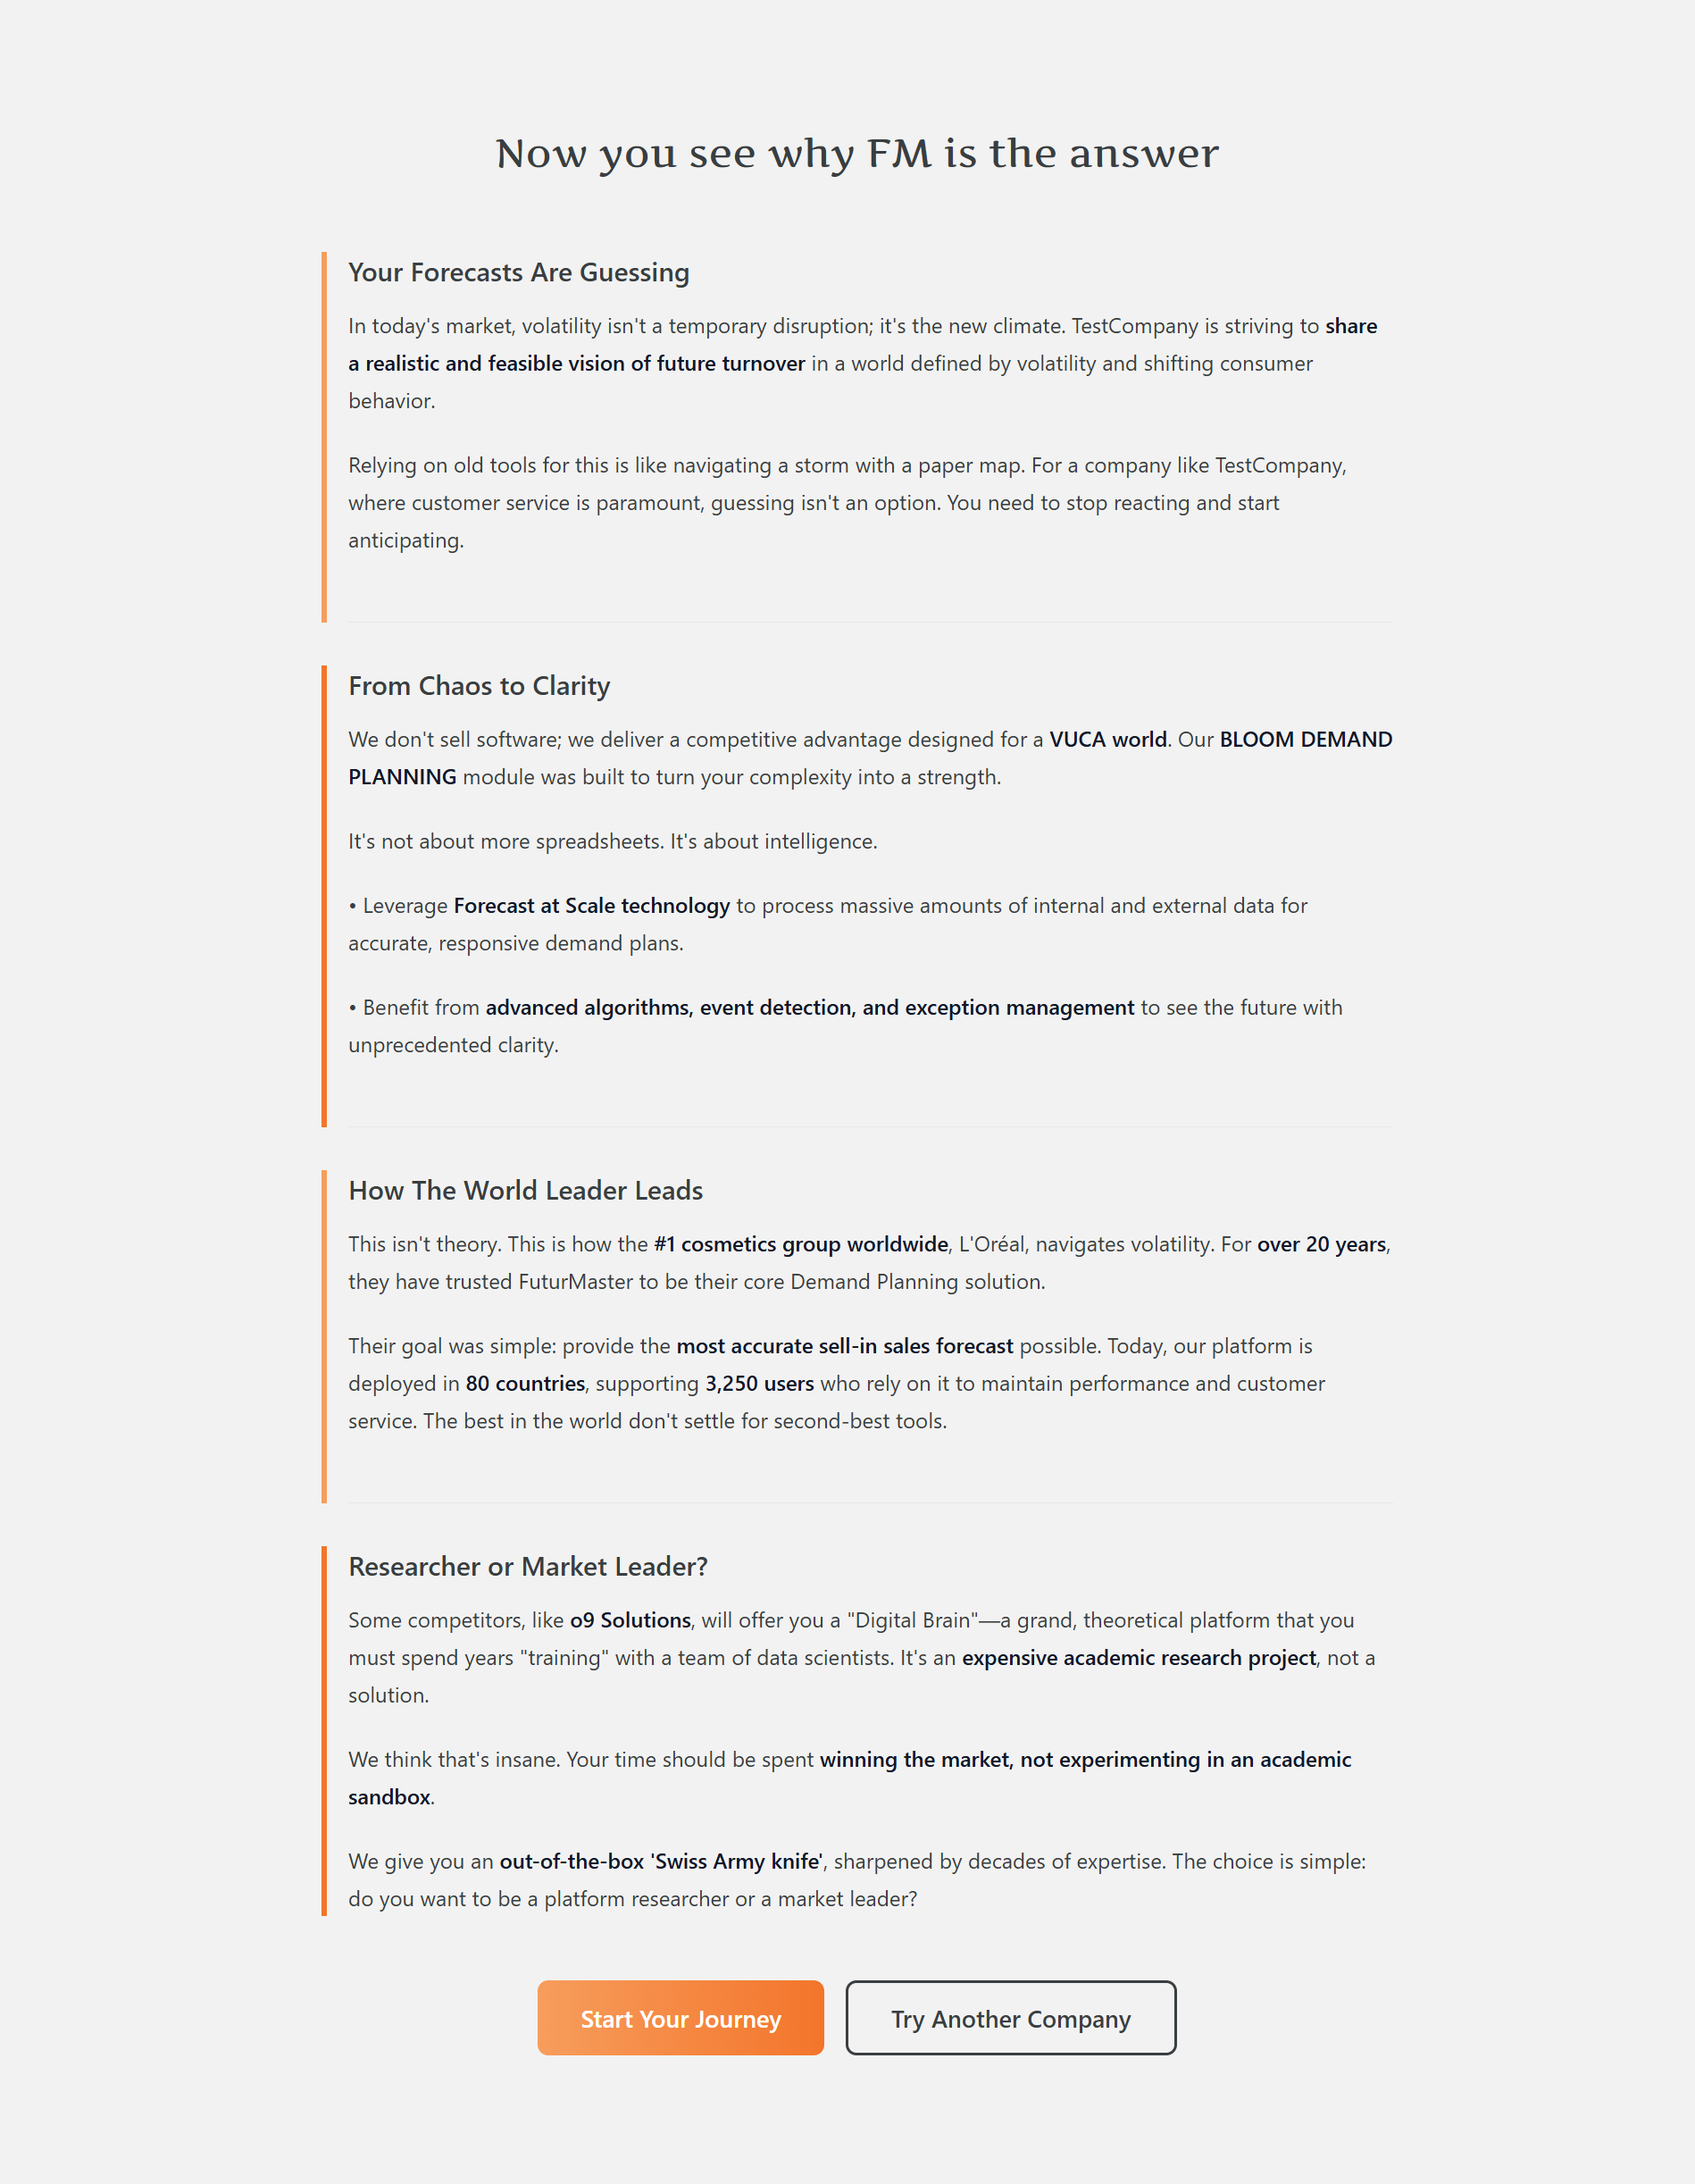 Now you see why FM is the answer
Your Forecasts Are Guessing
In today's market, volatility isn't a temporary disruption; it's the new climate. TestCompany is striving to share
a realistic and feasible vision of future turnover in a world defined by volatility and shifting consumer
behavior.
Relying on old tools for this is like navigating a storm with a paper map. For a company like TestCompany,
where customer service is paramount, guessing isn't an option. You need to stop reacting and start
anticipating.
From Chaos to Clarity
We don't sell software; we deliver a competitive advantage designed for a VUCA world. Our BLOOM DEMAND
PLANNING module was built to turn your complexity into a strength.
It's not about more spreadsheets. It's about intelligence.
• Leverage Forecast at Scale technology to process massive amounts of internal and external data for
accurate, responsive demand plans.
• Benefit from advanced algorithms, event detection, and exception management to see the future with
unprecedented clarity.
How The World Leader Leads
This isn't theory. This is how the #1 cosmetics group worldwide, L'Oréal, navigates volatility. For over 20 years,
they have trusted FuturMaster to be their core Demand Planning solution.
Their goal was simple: provide the most accurate sell-in sales forecast possible. Today, our platform is
deployed in 80 countries, supporting 3,250 users who rely on it to maintain performance and customer
service. The best in the world don't settle for second-best tools.
Researcher or Market Leader?
Some competitors, like o9 Solutions, will offer you a "Digital Brain"—a grand, theoretical platform that you
must spend years "training" with a team of data scientists. It's an expensive academic research project, not a
solution.
We think that's insane. Your time should be spent winning the market, not experimenting in an academic
sandbox.
We give you an out-of-the-box 'Swiss Army knife', sharpened by decades of expertise. The choice is simple:
do you want to be a platform researcher or a market leader?
Start Your Journey
Try Another Company